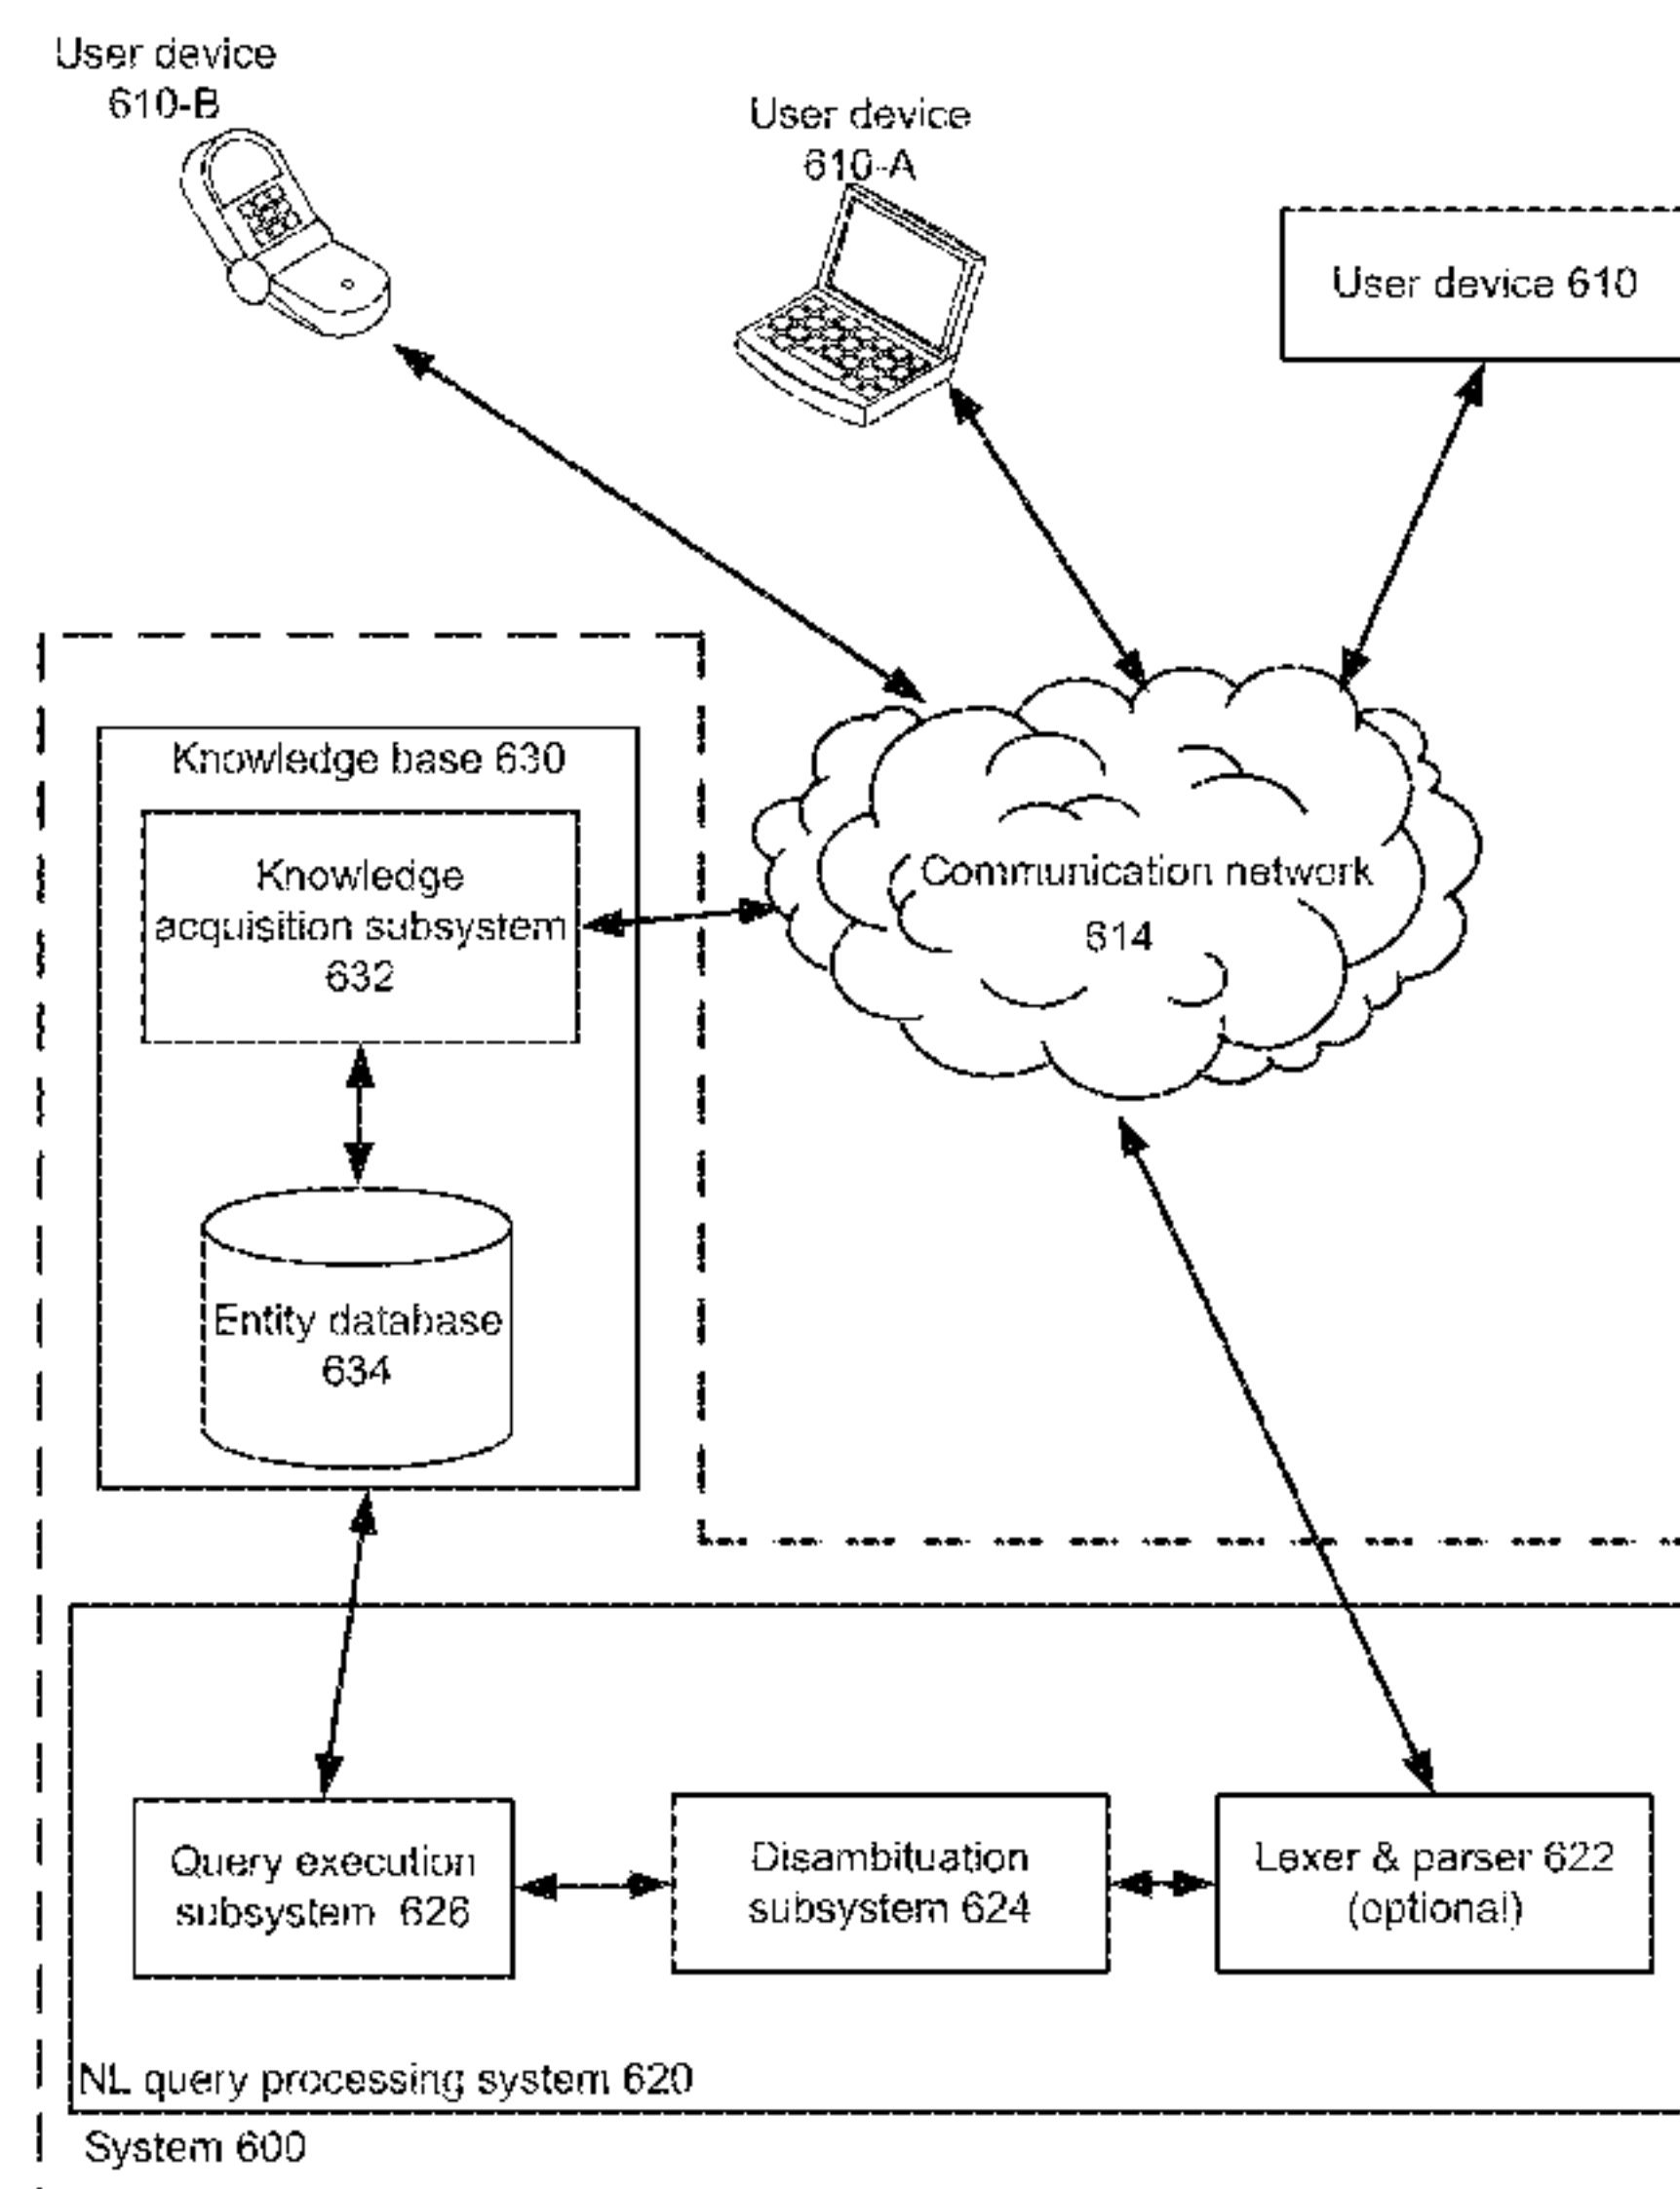 User device
610-B
User device
610-A
User device 610
Knowledge base 630
Knowledge
acquisition subsystem
632
Communication network
614
Entity database
634
Query execution
subsystem 626
Disambituation
subsystem 624
Lexer & parser 622
(optional)
NL query processing system 620
System 600